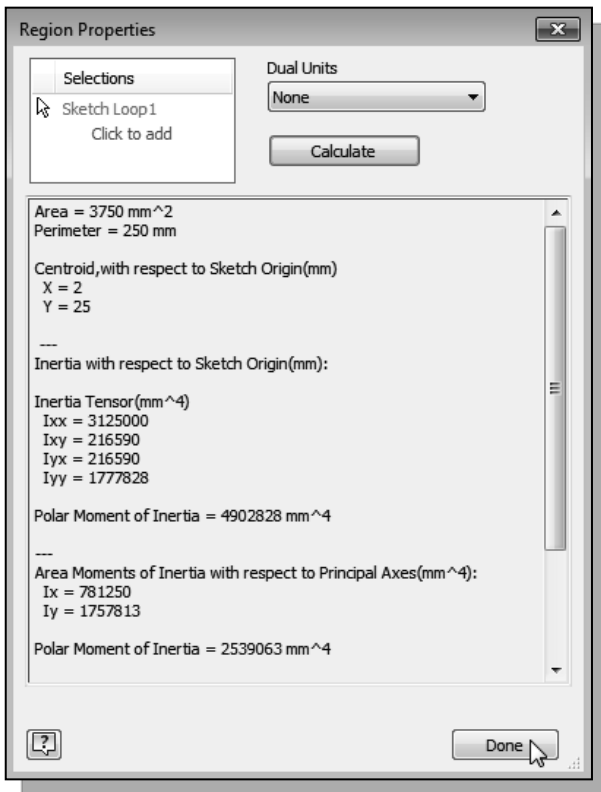 Region Properties
Selections
Sketch Loop1
Click to add
Dual Units
None
Calculate
Area = 3750 mm^2
Perimeter = 250 mm
Centroid,with respect to Sketch Origin(mm)
X = 2
Y = 25
---
Inertia with respect to Sketch Origin(mm):
Inertia Tensor(mm^4)
Ixx = 3125000
Ixy = 216590
Iyx = 216590
Iyy = 1777828
Polar Moment of Inertia = 4902828 mm^4
---
Area Moments of Inertia with respect to Principal Axes(mm^4):
Ix = 781250
Iy = 1757813
Polar Moment of Inertia = 2539063 mm^4
?
Done